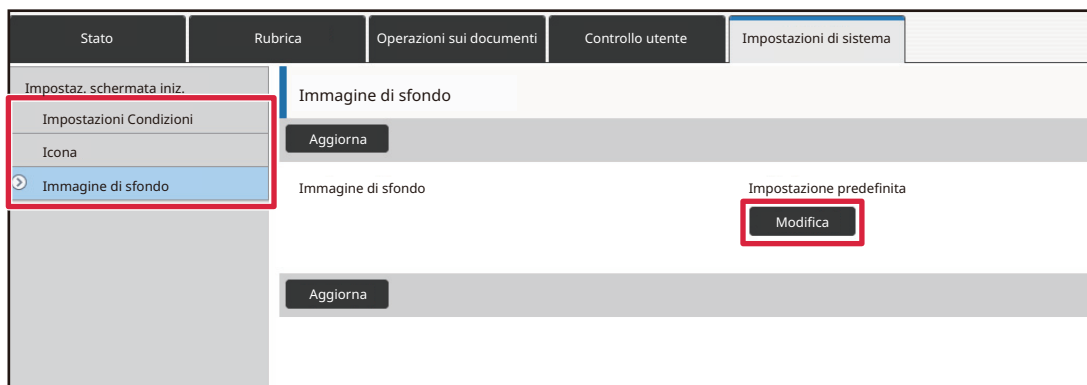 Stato
Rubrica
Operazioni sui documenti
Controllo utente
Impostazioni di sistema
Impostaz. schermata iniz.
Impostazioni Condizioni
Icona
Immagine di sfondo
Immagine di sfondo
Aggiorna
Immagine di sfondo
Impostazione predefinita
Modifica
Aggiorna